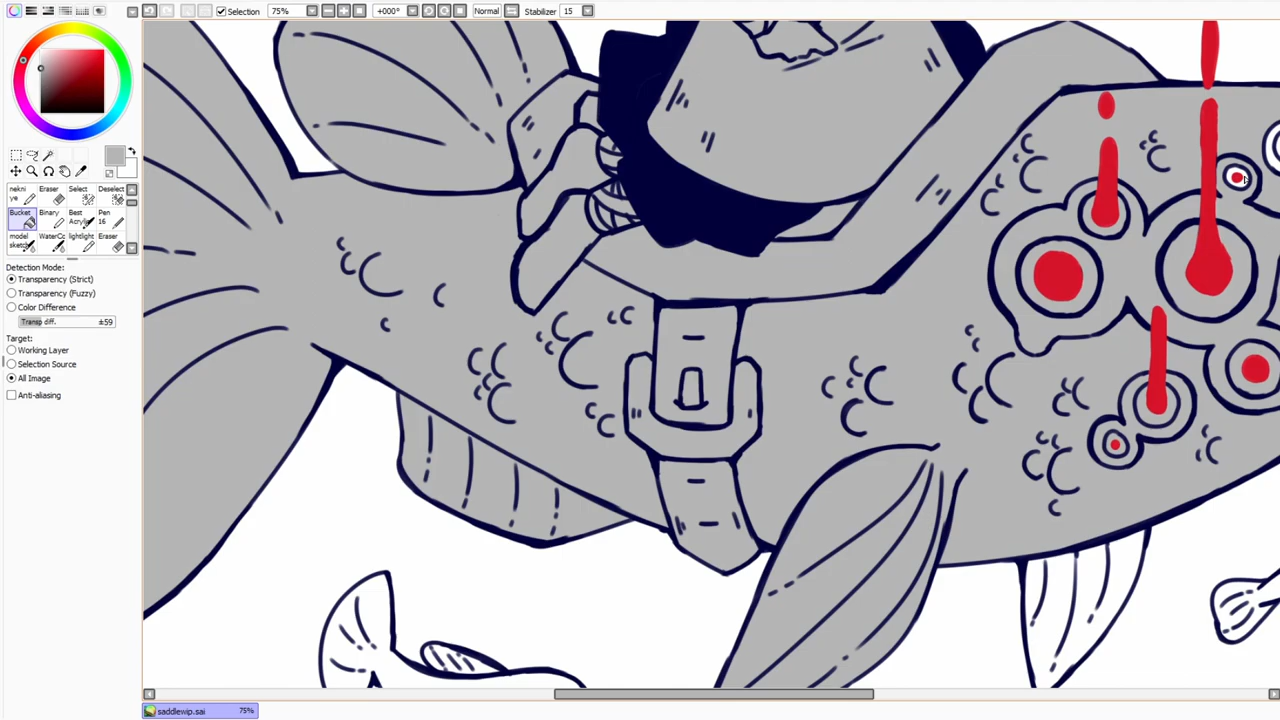 Selection 75% +000° Normal Stabilizer 15
nekni
ye Eraser Select Deselect
Bucket Binary Best
Acryli Pen
16
model
sketch WaterCo lightlight Eraser
Detection Mode:
Transparency (Strict)
Transparency (Fuzzy)
Color Difference
Transp diff. ±59
Target:
Working Layer
Selection Source
All Image
Anti-aliasing
saddlewip.sai 75%